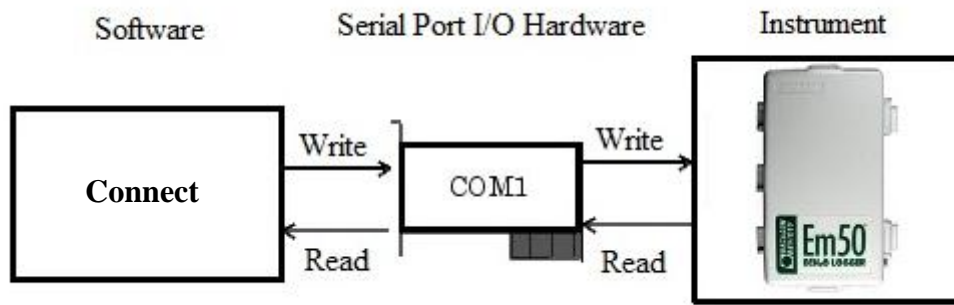 Software
Serial Port I/O Hardware
Instrument
Write
Write
Connect
COM1
Read
Read
Em50